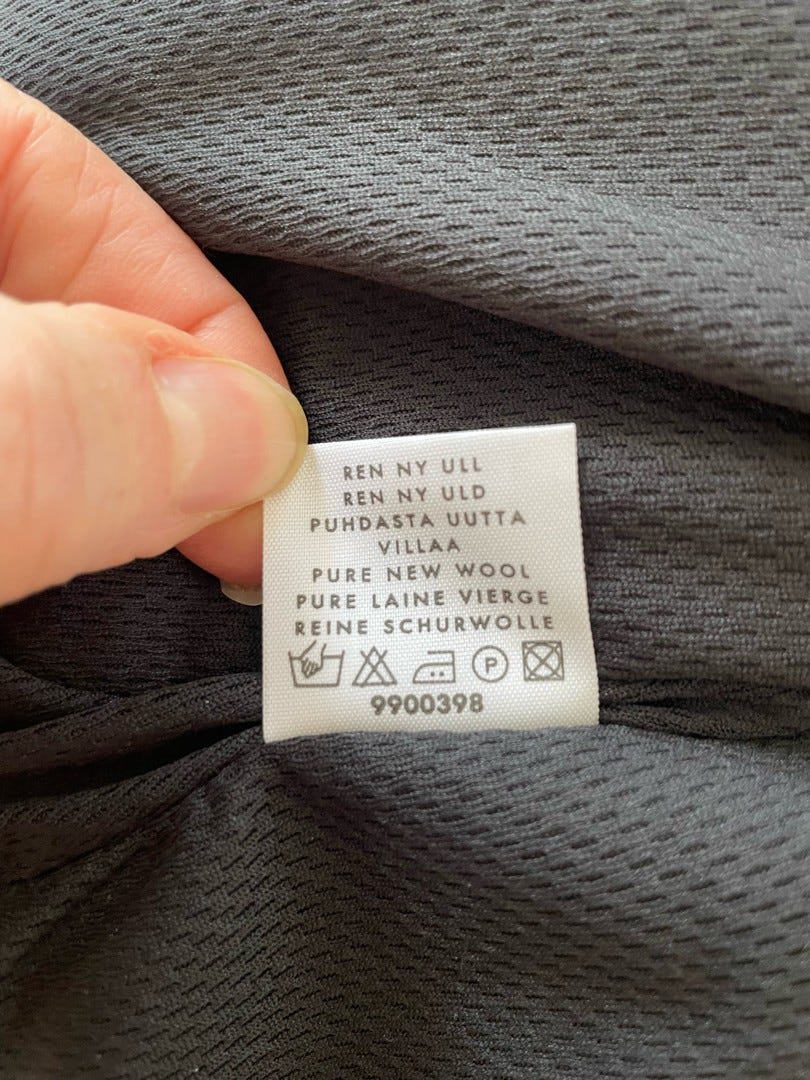 REN NY ULL
REN NY ULD
PUHDASTA UUTTA
VILLAA
PURE NEW WOOL
PURE LAINE VIERGE
REINE SCHURWOLLE
P
9900398